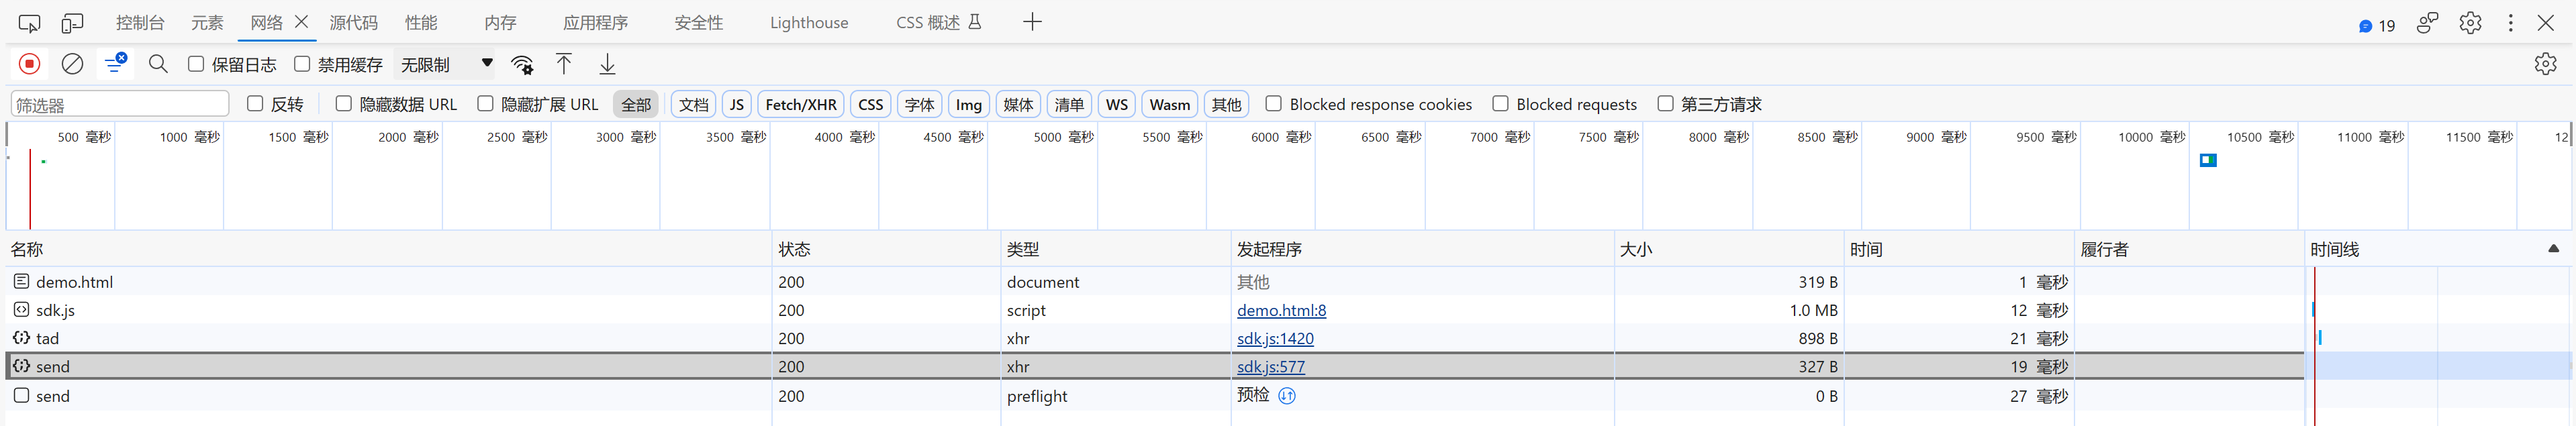 控制台 元素 网络 源代码 性能 内存 应用程序 安全性 Lighthouse CSS 概述 19
保留日志 禁用缓存 无限制
筛选器 反转 隐藏数据 URL 隐藏扩展 URL 全部 文档 JS Fetch/XHR CSS 字体 Img 媒体 清单 WS Wasm 其他 Blocked response cookies Blocked requests 第三方请求
500 毫秒 1000 毫秒 1500 毫秒 2000 毫秒 2500 毫秒 3000 毫秒 3500 毫秒 4000 毫秒 4500 毫秒 5000 毫秒 5500 毫秒 6000 毫秒 6500 毫秒 7000 毫秒 7500 毫秒 8000 毫秒 8500 毫秒 9000 毫秒 9500 毫秒 10000 毫秒 10500 毫秒 11000 毫秒 11500 毫秒 12
名称 状态 类型 发起程序 大小 时间 履行者 时间线
demo.html 200 document 其他 319 B 1 毫秒
sdk.js 200 script demo.html:8 1.0 MB 12 毫秒
tad 200 xhr sdk.js:1420 898 B 21 毫秒
send 200 xhr sdk.js:577 327 B 19 毫秒
send 200 preflight 预检 0 B 27 毫秒